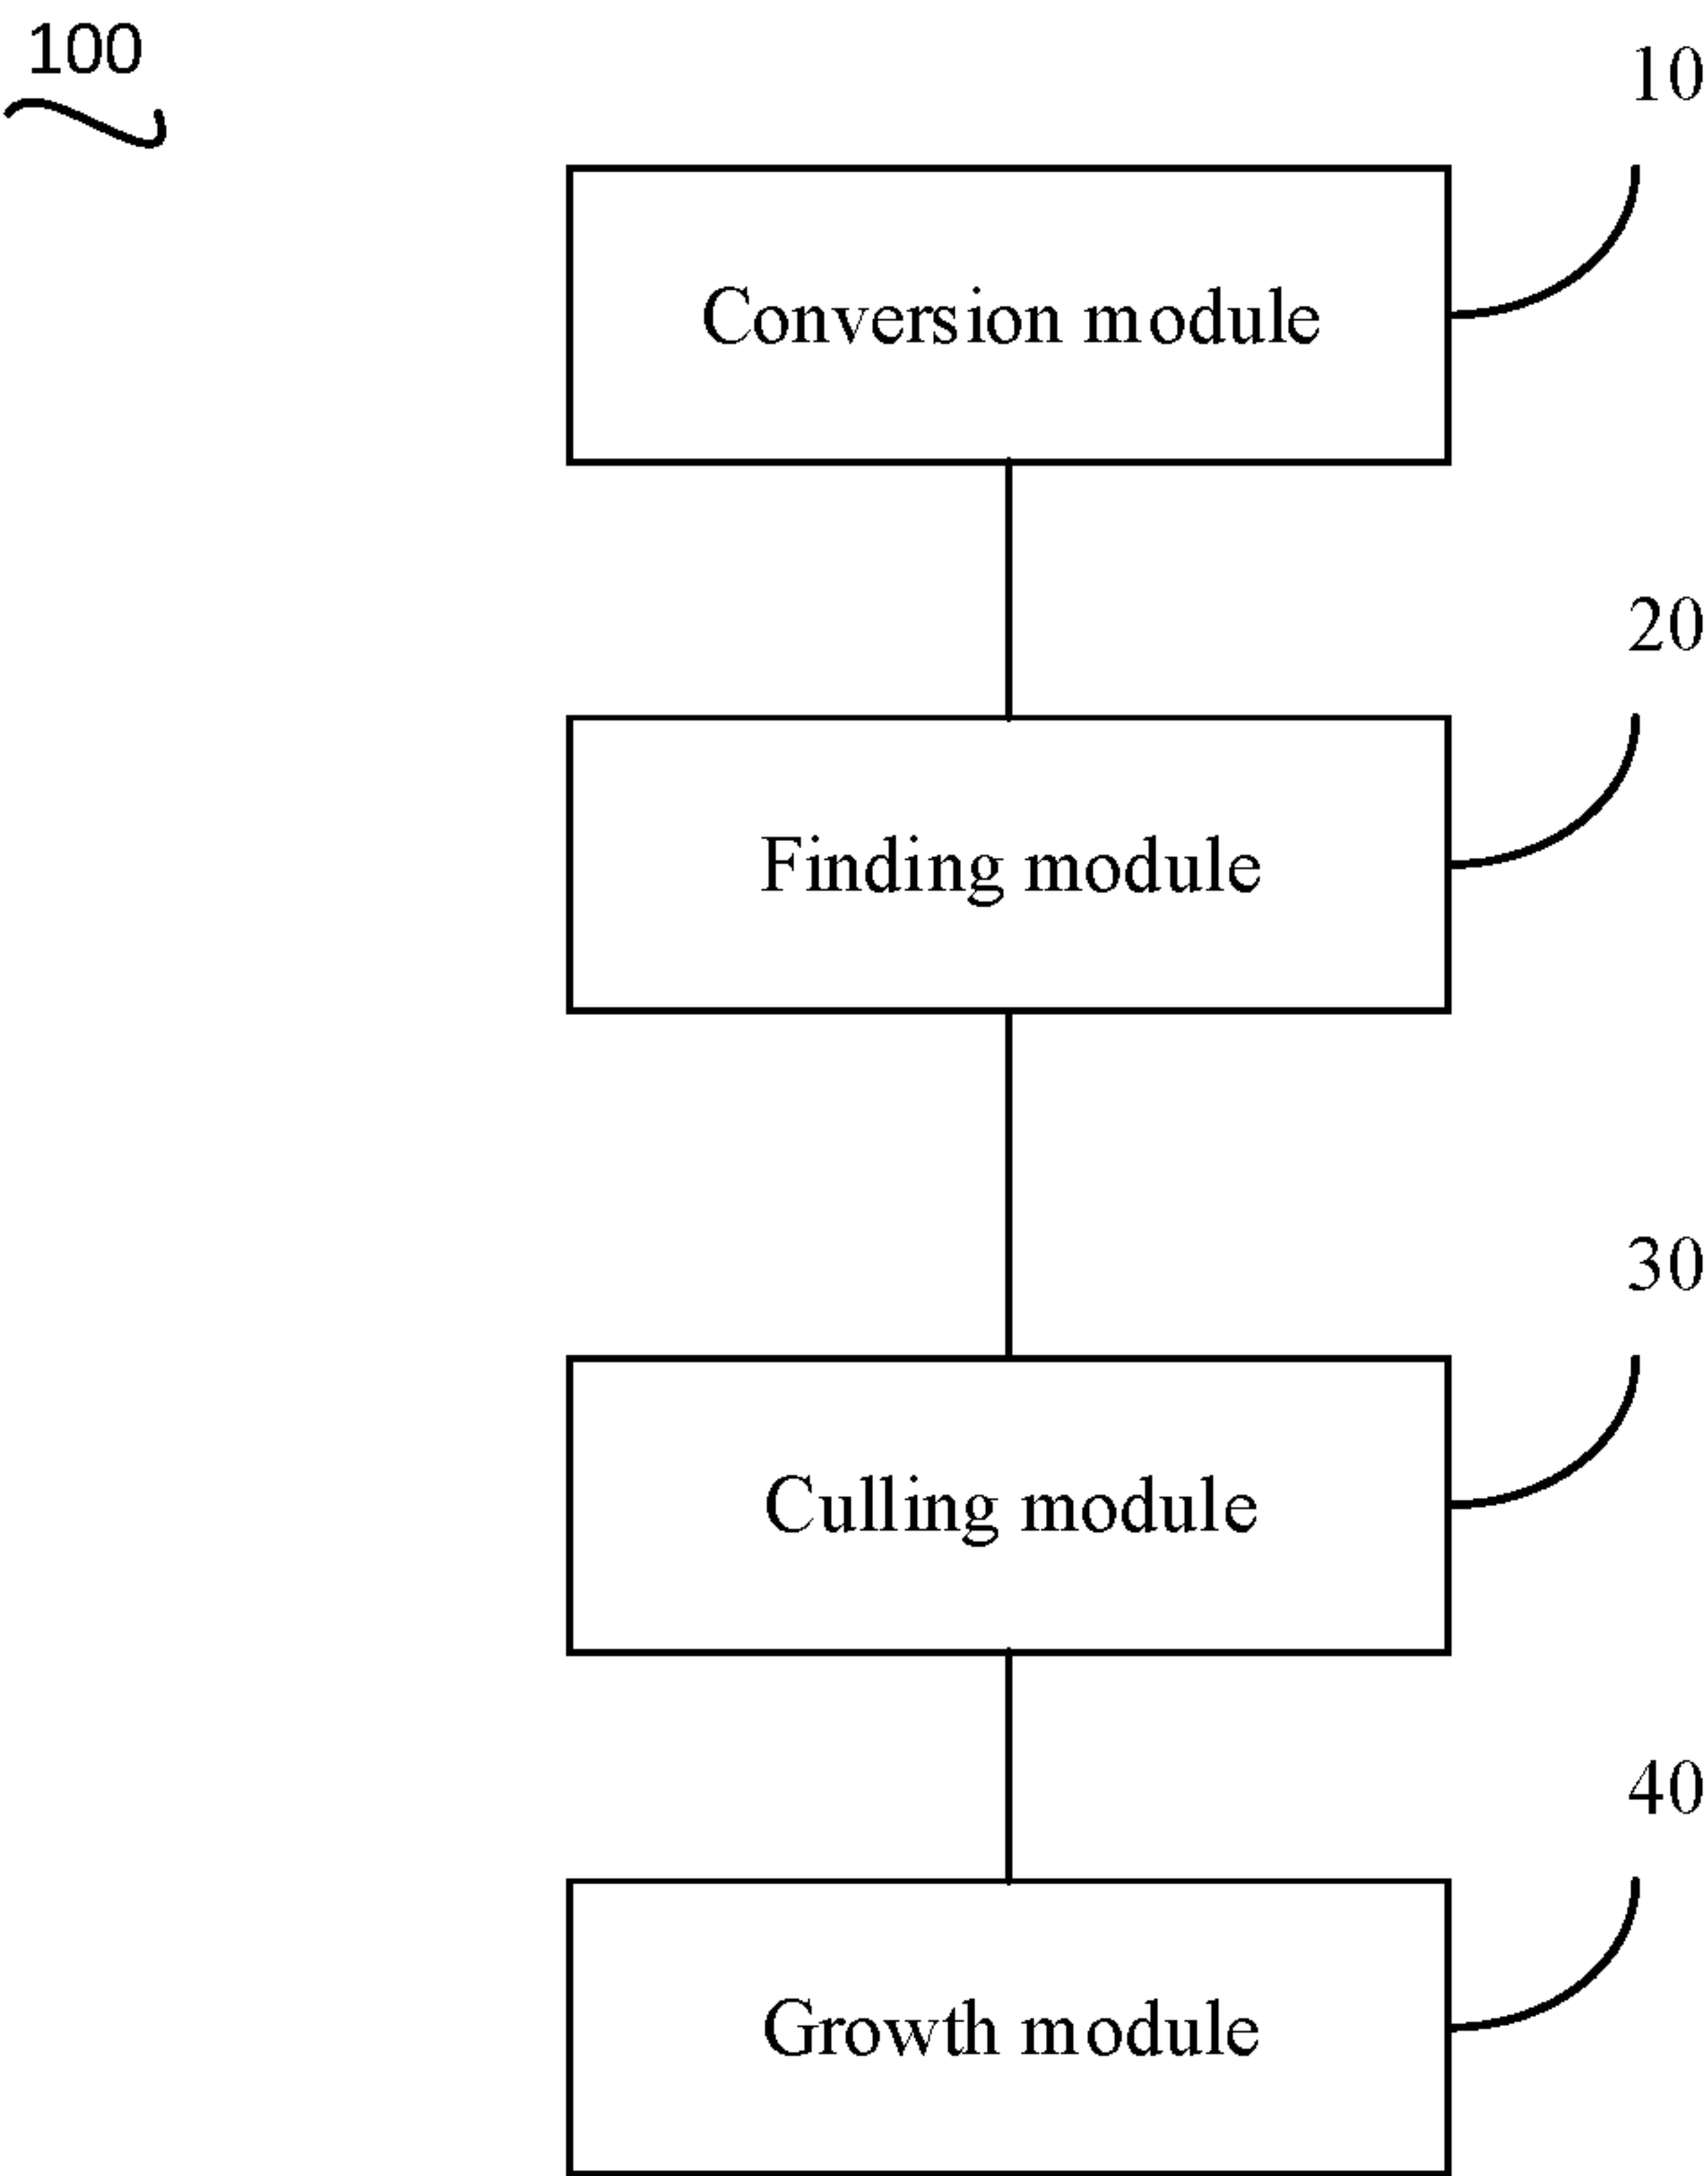 100
10
Conversion module
20
Finding module
30
Culling module
40
Growth module